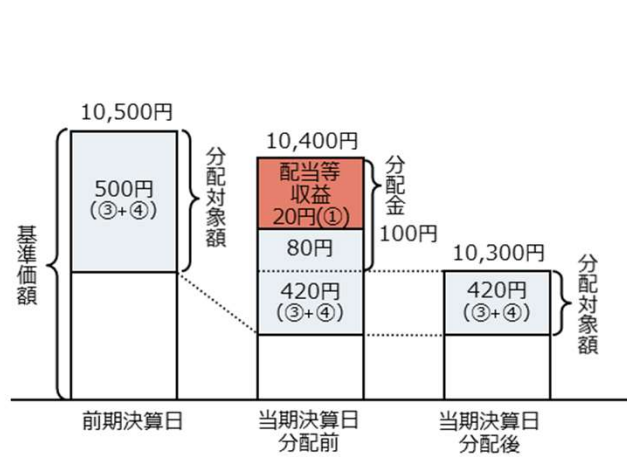 10,500円
500円
(③+④)
分配対象額
基準価額
10,400円
配当等
収益
20円(①)
80円
420円
(③+④)
分配金
100円
10,300円
420円
(③+④)
分配対象額
前期決算日
当期決算日
分配前
当期決算日
分配後